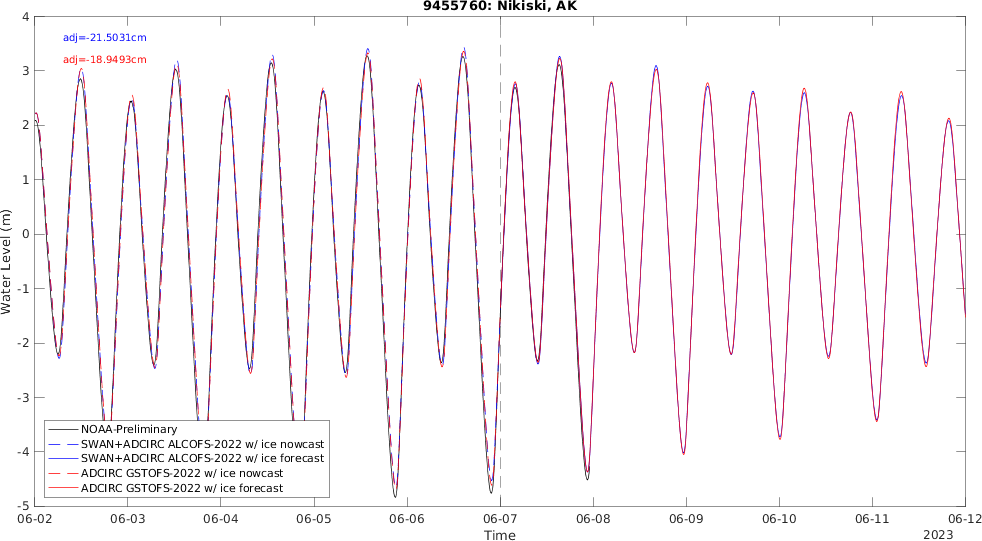 9455760: Nikiski, AK
adj=-21.5031cm
adj=-18.9493cm
Water Level (m)
4
3
2
1
0
-1
-2
-3
-4
-5
NOAA-Preliminary
SWAN+ADCIRC ALCOFS-2022 w/ ice nowcast
SWAN+ADCIRC ALCOFS-2022 w/ ice forecast
ADCIRC GSTOFS-2022 w/ ice nowcast
ADCIRC GSTOFS-2022 w/ ice forecast
06-02 06-03 06-04 06-05 06-06 06-07 06-08 06-09 06-10 06-11 06-12
Time
2023